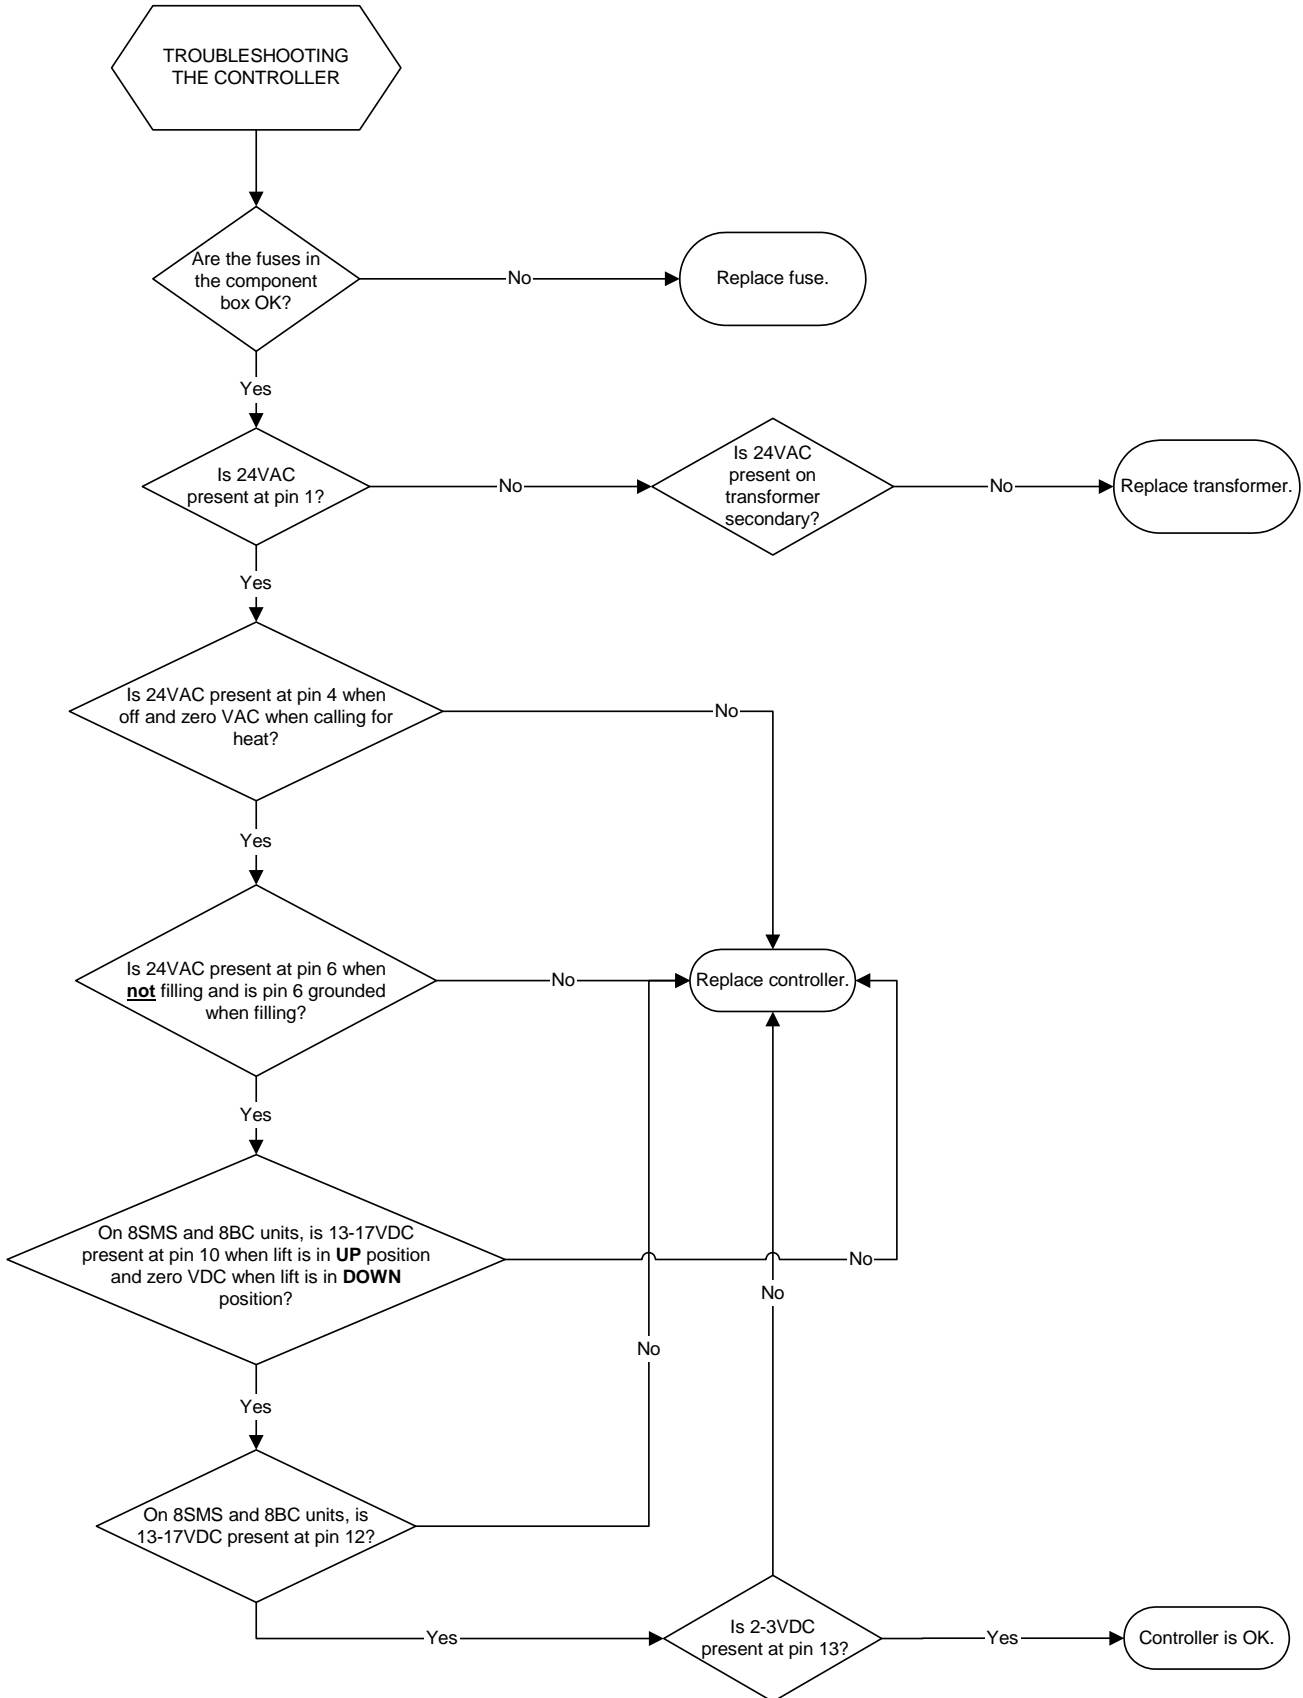 TROUBLESHOOTING
THE CONTROLLER
Are the fuses in
the component
box OK?
No
Replace fuse.
Yes
Is 24VAC
present at pin 1?
No
Is 24VAC
present on
transformer
secondary?
No
Replace transformer.
Yes
Is 24VAC present at pin 4 when
off and zero VAC when calling for
heat?
No
Yes
Is 24VAC present at pin 6 when
not filling and is pin 6 grounded
when filling?
No
Replace controller.
Yes
On 8SMS and 8BC units, is 13-17VDC
present at pin 10 when lift is in UP position
and zero VDC when lift is in DOWN
position?
No
No
No
Yes
On 8SMS and 8BC units, is
13-17VDC present at pin 12?
Yes
Is 2-3VDC
present at pin 13?
Yes
Controller is OK.